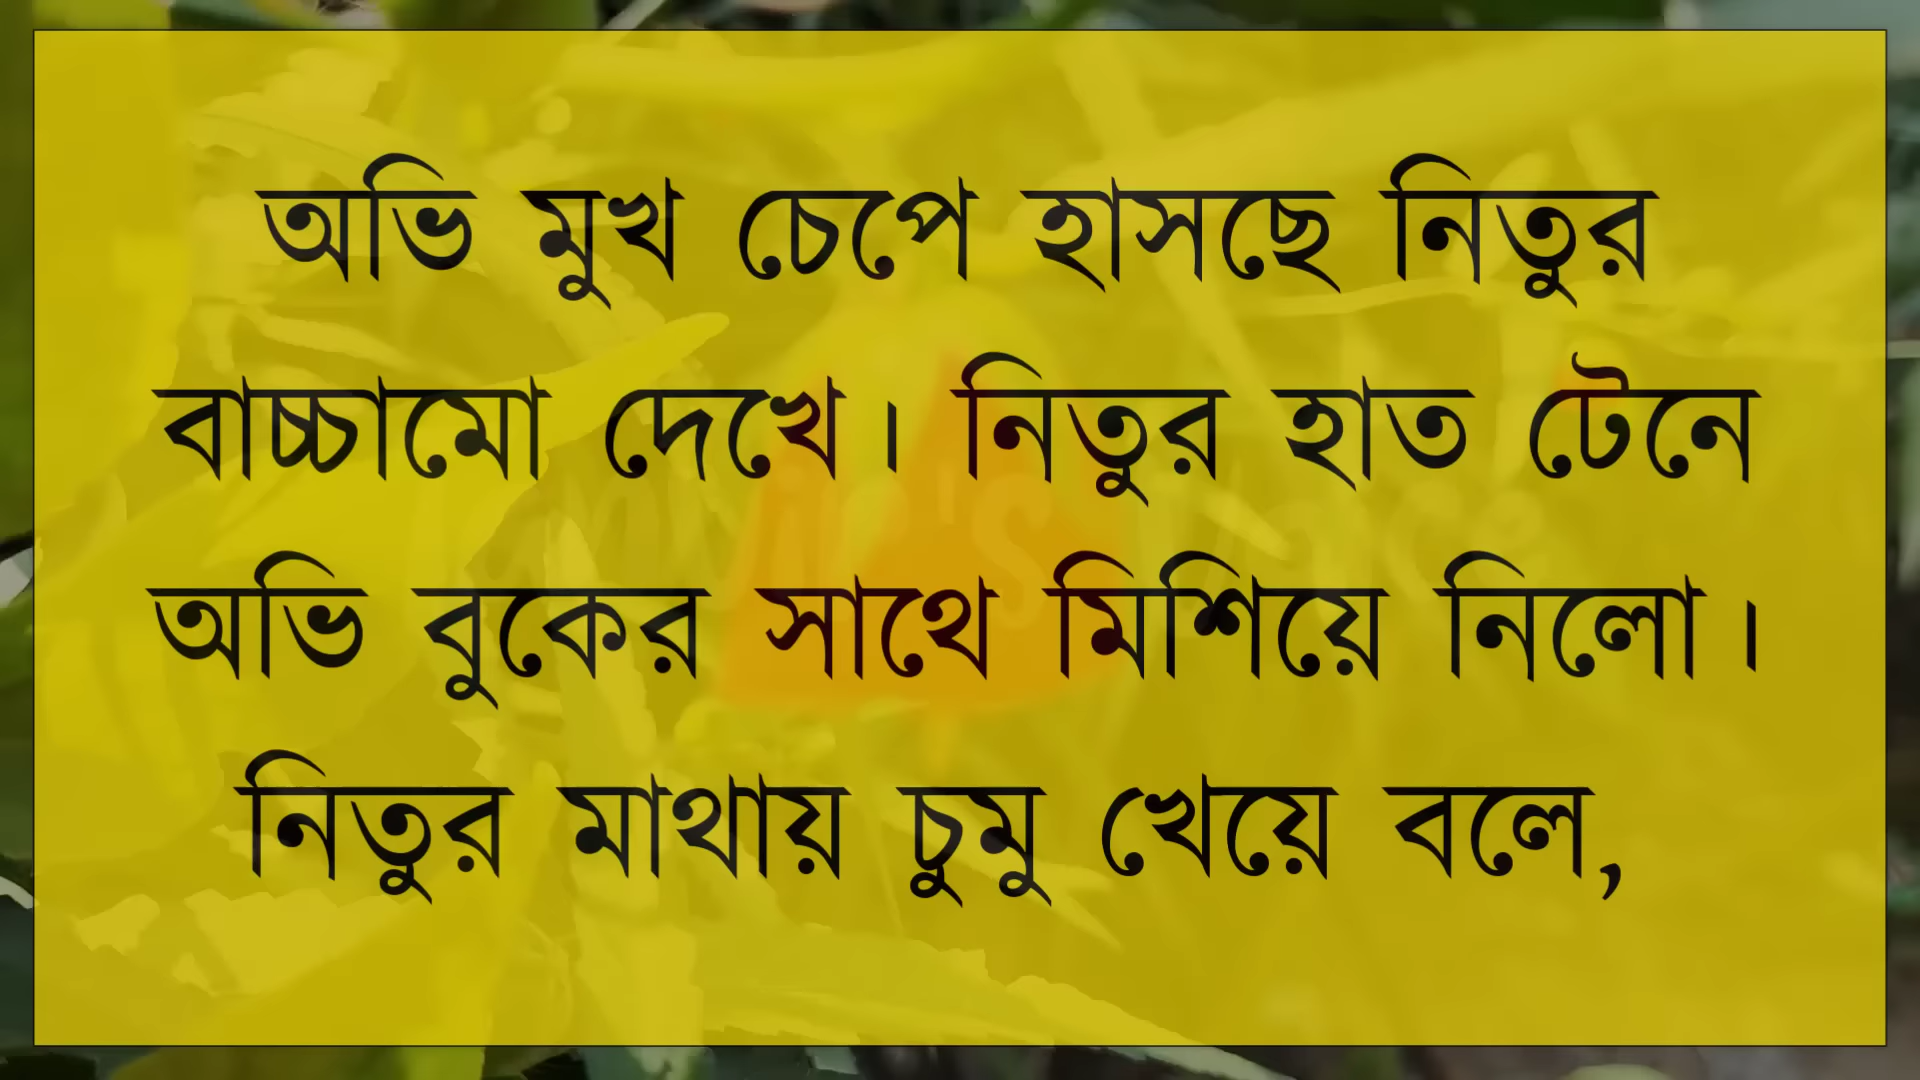 অভি মুখ চেপে হাসছে নিতুর
বাচ্চামো দেখে। নিতুর হাত টেনে
অভি বুকের সাথে মিশিয়ে নিলো।
নিতুর মাথায় চুমু খেয়ে বলে,